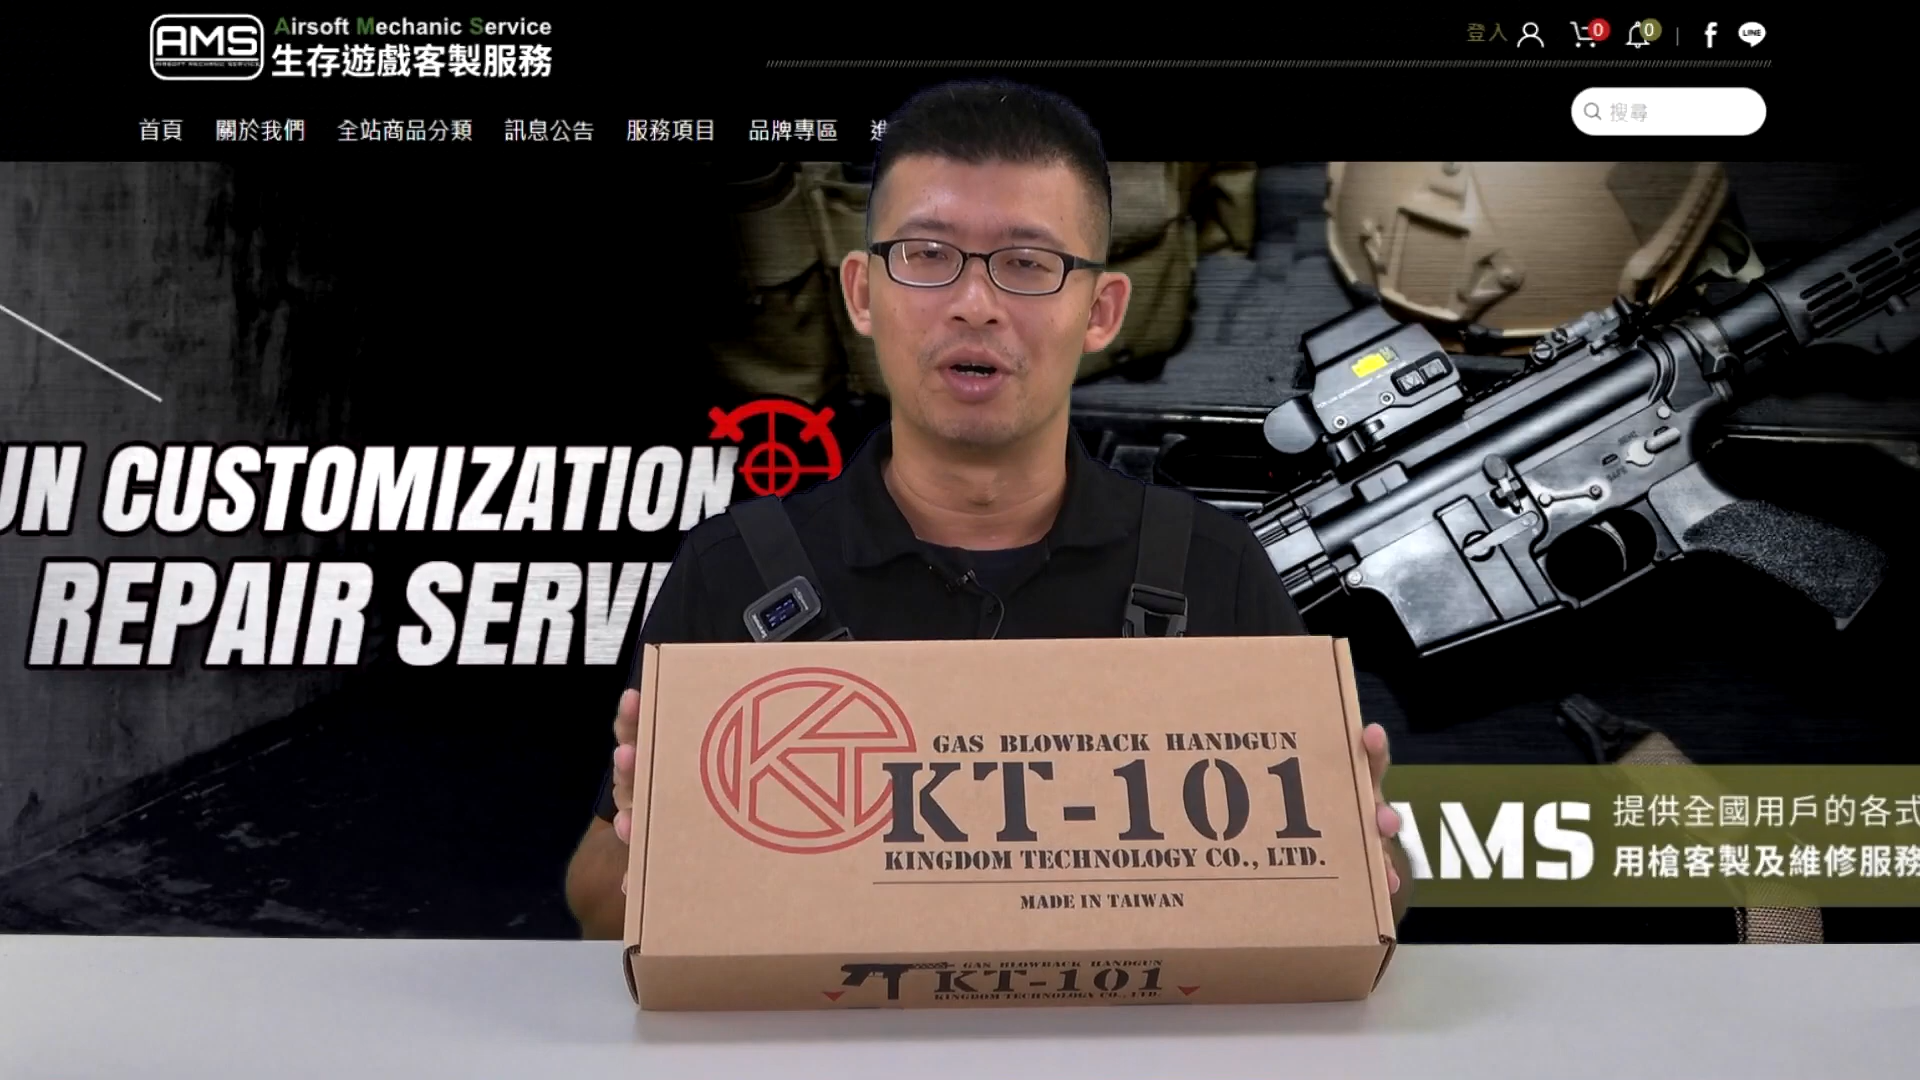 AMS
Airsoft Mechanic Service
生存遊戲客製服務
登入
0
0
LINE
搜尋
首頁
關於我們
全站商品分類
訊息公告
服務項目
品牌專區
UN CUSTOMIZATION
REPAIR SERVI
AMS
提供全國用戶的各式
用槍客製及維修服務
KT
GAS BLOWBACK HANDGUN
KT-101
KINGDOM TECHNOLOGY CO., LTD.
MADE IN TAIWAN
GAS BLOWBACK HANDGUN
KT-101
KINGDOM TECHNOLOGY CO., LTD.